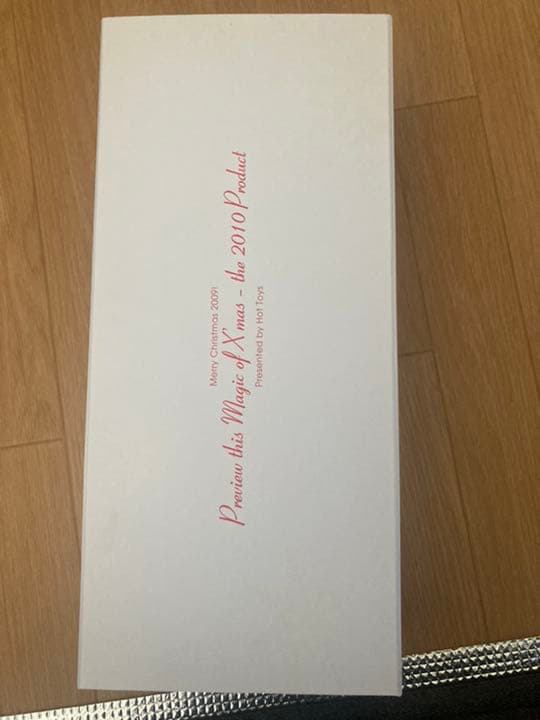 Merry Christmas 2009!
Preview this Magic of X'mas - the 2010 Product
Presented by Hot Toys